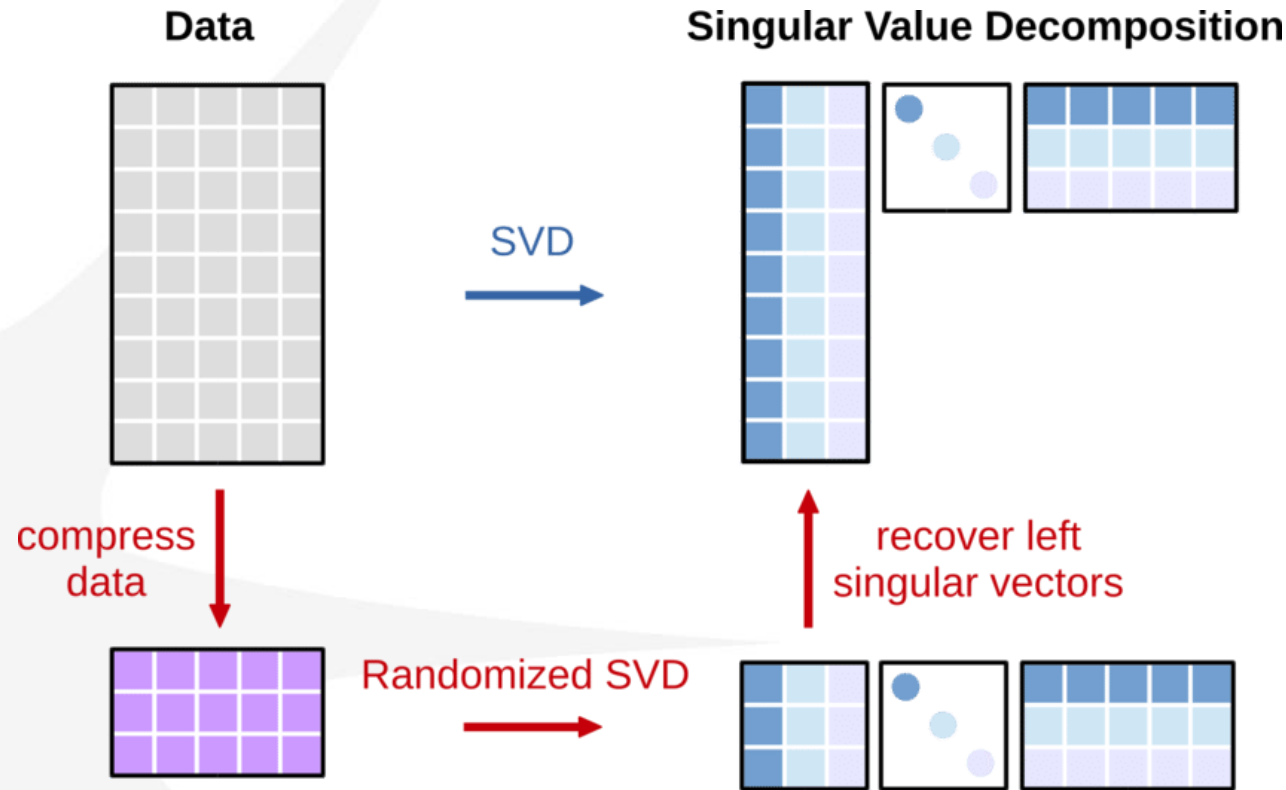 Data
Singular Value Decomposition
SVD
compress
data
recover left
singular vectors
Randomized SVD